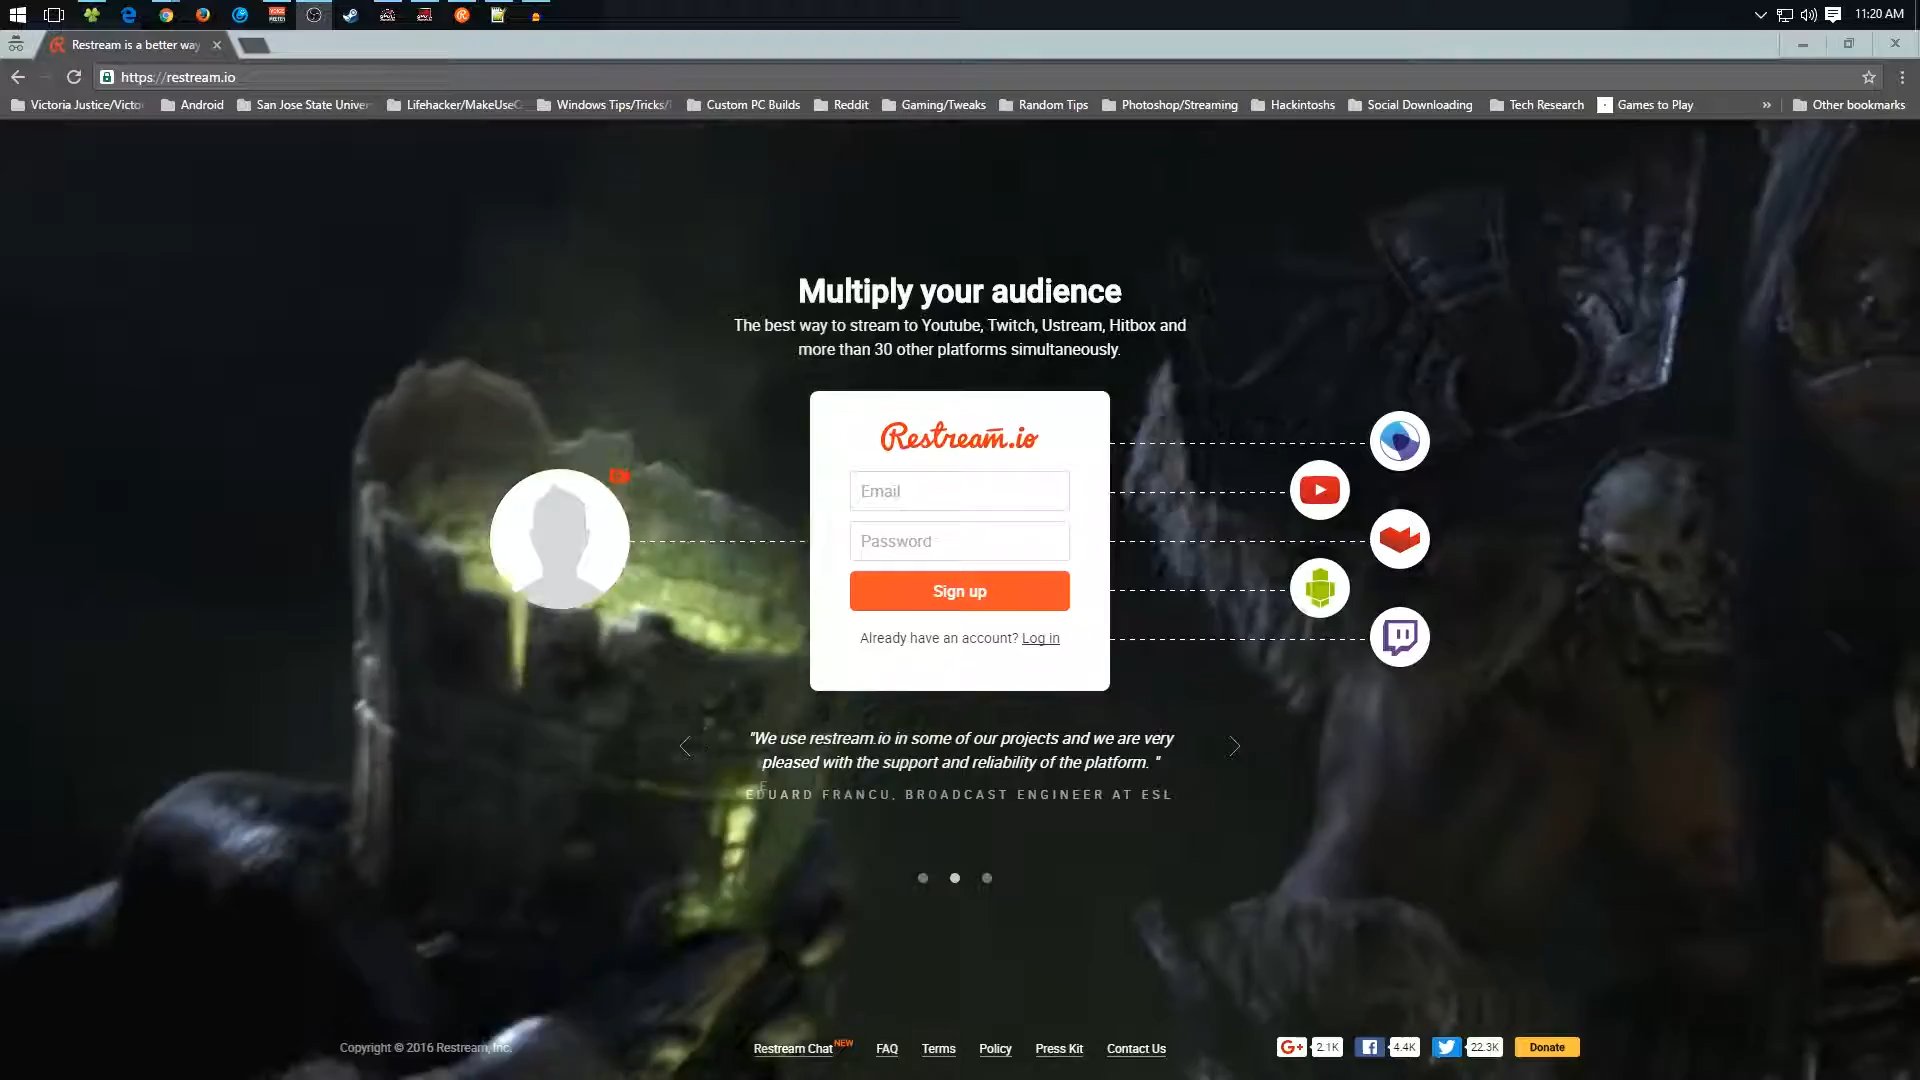 11:20 AM
Restream is a better way
https://restream.io
Victoria Justice/Victo
Android
San Jose State Univer
Lifehacker/MakeUseC
Windows Tips/Tricks/
Custom PC Builds
Reddit
Gaming/Tweaks
Random Tips
Photoshop/Streaming
Hackintoshs
Social Downloading
Tech Research
Games to Play
»
Other bookmarks
Multiply your audience
The best way to stream to Youtube, Twitch, Ustream, Hitbox and
more than 30 other platforms simultaneously.
Restream.io
Email
Password
Sign up
Already have an account? Log in
"We use restream.io in some of our projects and we are very
pleased with the support and reliability of the platform. "
EDUARD FRANCU, BROADCAST ENGINEER AT ESL
Copyright © 2016 Restream, Inc.
Restream Chat NEW
FAQ
Terms
Policy
Press Kit
Contact Us
G+ 2.1K
4.4K
22.3K
Donate